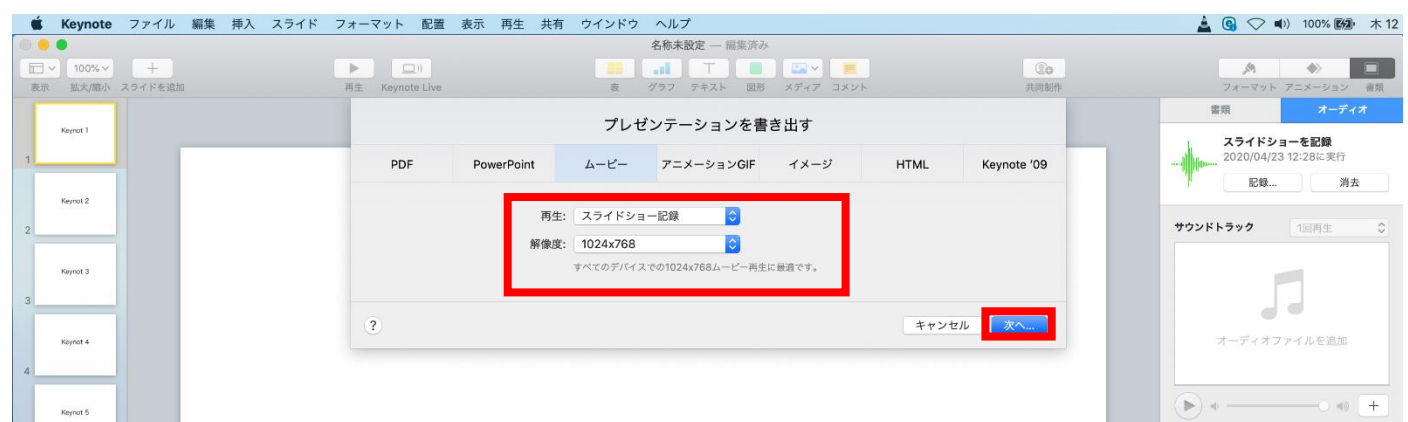 Keynote ファイル 編集 挿入 スライド フォーマット 配置 表示 再生 共有 ウインドウ ヘルプ 100% 木 12
名称未設定 — 編集済み
100%
表示 拡大/縮小 スライドを追加 再生 Keynote Live 表 グラフ テキスト 図形 メディア コメント 共同制作 フォーマット アニメーション 書類
プレゼンテーションを書き出す
PDF PowerPoint ムービー アニメーションGIF イメージ HTML Keynote '09
再生: スライドショー記録
解像度: 1024x768
すべてのデバイスでの1024x768ムービー再生に最適です。
? キャンセル 次へ...
Keynot 1
1
Keynot 2
2
Keynot 3
3
Keynot 4
4
Keynot 5
書類 オーディオ
スライドショーを記録
2020/04/23 12:28に実行
記録... 消去
サウンドトラック 1回再生
オーディオファイルを追加